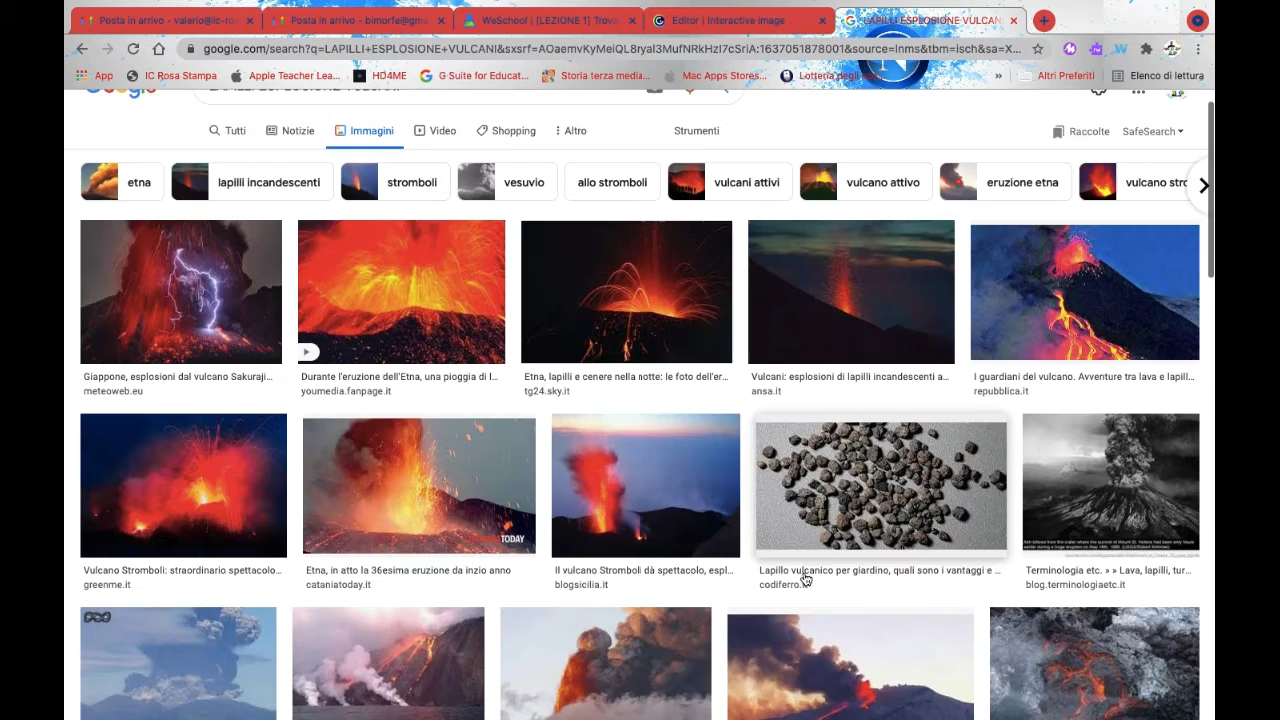 Posta in arrivo - valerio@ic-ro
Posta in arrivo - bimorfe@gm
WeSchool | [LEZIONE 1] Trova
Editor | Interactive image
LAPILLI ESPLOSIONE VULCAN
google.com/search?q=LAPILLI+ESPLOSIONE+VULCANI&sxsrf=AOaemvKyMeiQL8ryal3MufNRkHzI7cSriA:1637051878001&source=lnms&tbm=isch&sa=X...
App
IC Rosa Stampa
Apple Teacher Lea...
HD4ME
G Suite for Educat...
Storia terza media...
Mac Apps Stores...
Lotteria degli
»
Altri Preferiti
Elenco di lettura
Tutti
Notizie
Immagini
Video
Shopping
Altro
Strumenti
Raccolte
SafeSearch
etna
lapilli incandescenti
stromboli
vesuvio
allo stromboli
vulcani attivi
vulcano attivo
eruzione etna
vulcano stro
Giappone, esplosioni dal vulcano Sakuraji...
meteoweb.eu
Durante l'eruzione dell'Etna, una pioggia di l...
youmedia.fanpage.it
Etna, lapilli e cenere nella notte: le foto dell'er...
tg24.sky.it
Vulcani: esplosioni di lapilli incandescenti a...
ansa.it
I guardiani del vulcano. Avventure tra lava e lapill...
repubblica.it
TODAY
Vulcano Stromboli: straordinario spettacolo...
greenme.it
Etna, in atto la 36esima eruzione da inzio anno
cataniatoday.it
Il vulcano Stromboli dà spettacolo, espl...
blogsicilia.it
Lapillo vulcanico per giardino, quali sono i vantaggi e ...
codiferro.it
Terminologia etc. » » Lava, lapilli, tur...
blog.terminologiaetc.it